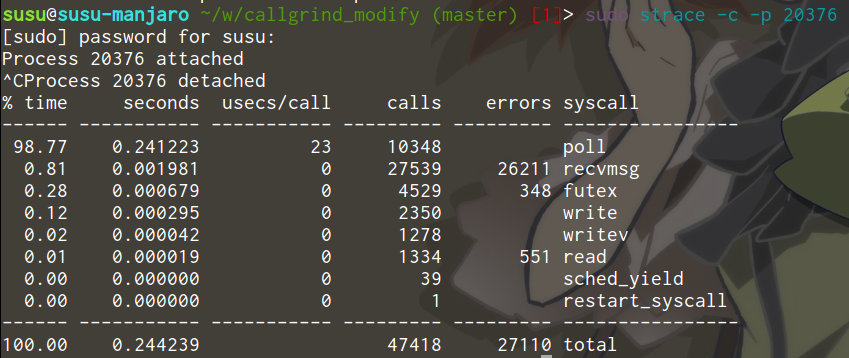 susu@susu-manjaro ~/w/callgrind_modify (master) [1]> sudo strace -c -p 20376
[sudo] password for susu:
Process 20376 attached
^CProcess 20376 detached
% time     seconds  usecs/call     calls    errors syscall
------ ----------- ----------- --------- --------- ----------------
 98.77    0.241223          23     10348           poll
  0.81    0.001981           0     27539     26211 recvmsg
  0.28    0.000679           0      4529       348 futex
  0.12    0.000295           0      2350           write
  0.02    0.000042           0      1278           writev
  0.01    0.000019           0      1334       551 read
  0.00    0.000000           0        39           sched_yield
  0.00    0.000000           0         1           restart_syscall
------ ----------- ----------- --------- --------- ----------------
100.00    0.244239                 47418     27110 total